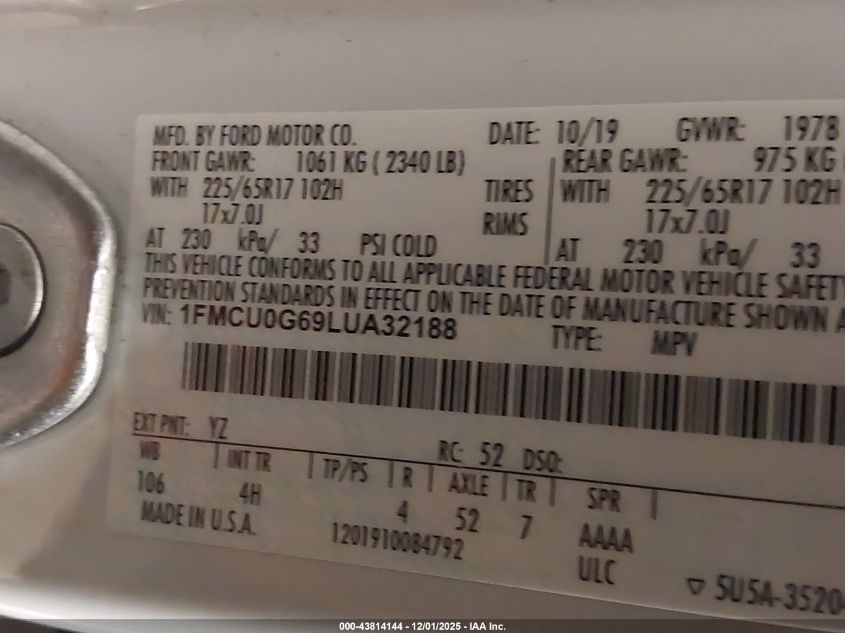 MFD. BY FORD MOTOR CO. DATE: 10/19 GVWR: 1978
FRONT GAWR: 1061 KG ( 2340 LB) REAR GAWR: 975 KG
WITH 225/65R17 102H TIRES WITH 225/65R17 102H
17x7.0J RIMS 17x7.0J
AT 230 kPa/ 33 PSI COLD AT 230 kPa/ 33
THIS VEHICLE CONFORMS TO ALL APPLICABLE FEDERAL MOTOR VEHICLE SAFETY
PREVENTION STANDARDS IN EFFECT ON THE DATE OF MANUFACTURE SHOWN A
VIN: 1FMCU0G69LUA32188 TYPE: MPV
EXT PNT: YZ RC: 52 DSO:
WB INT TR TP/PS R AXLE TR SPR
106 4H 4 52 7 AAAA
MADE IN U.S.A. 1201910084792 ULC
▽ 5U5A-3520
000-43814144 - 12/01/2025 - IAA Inc.